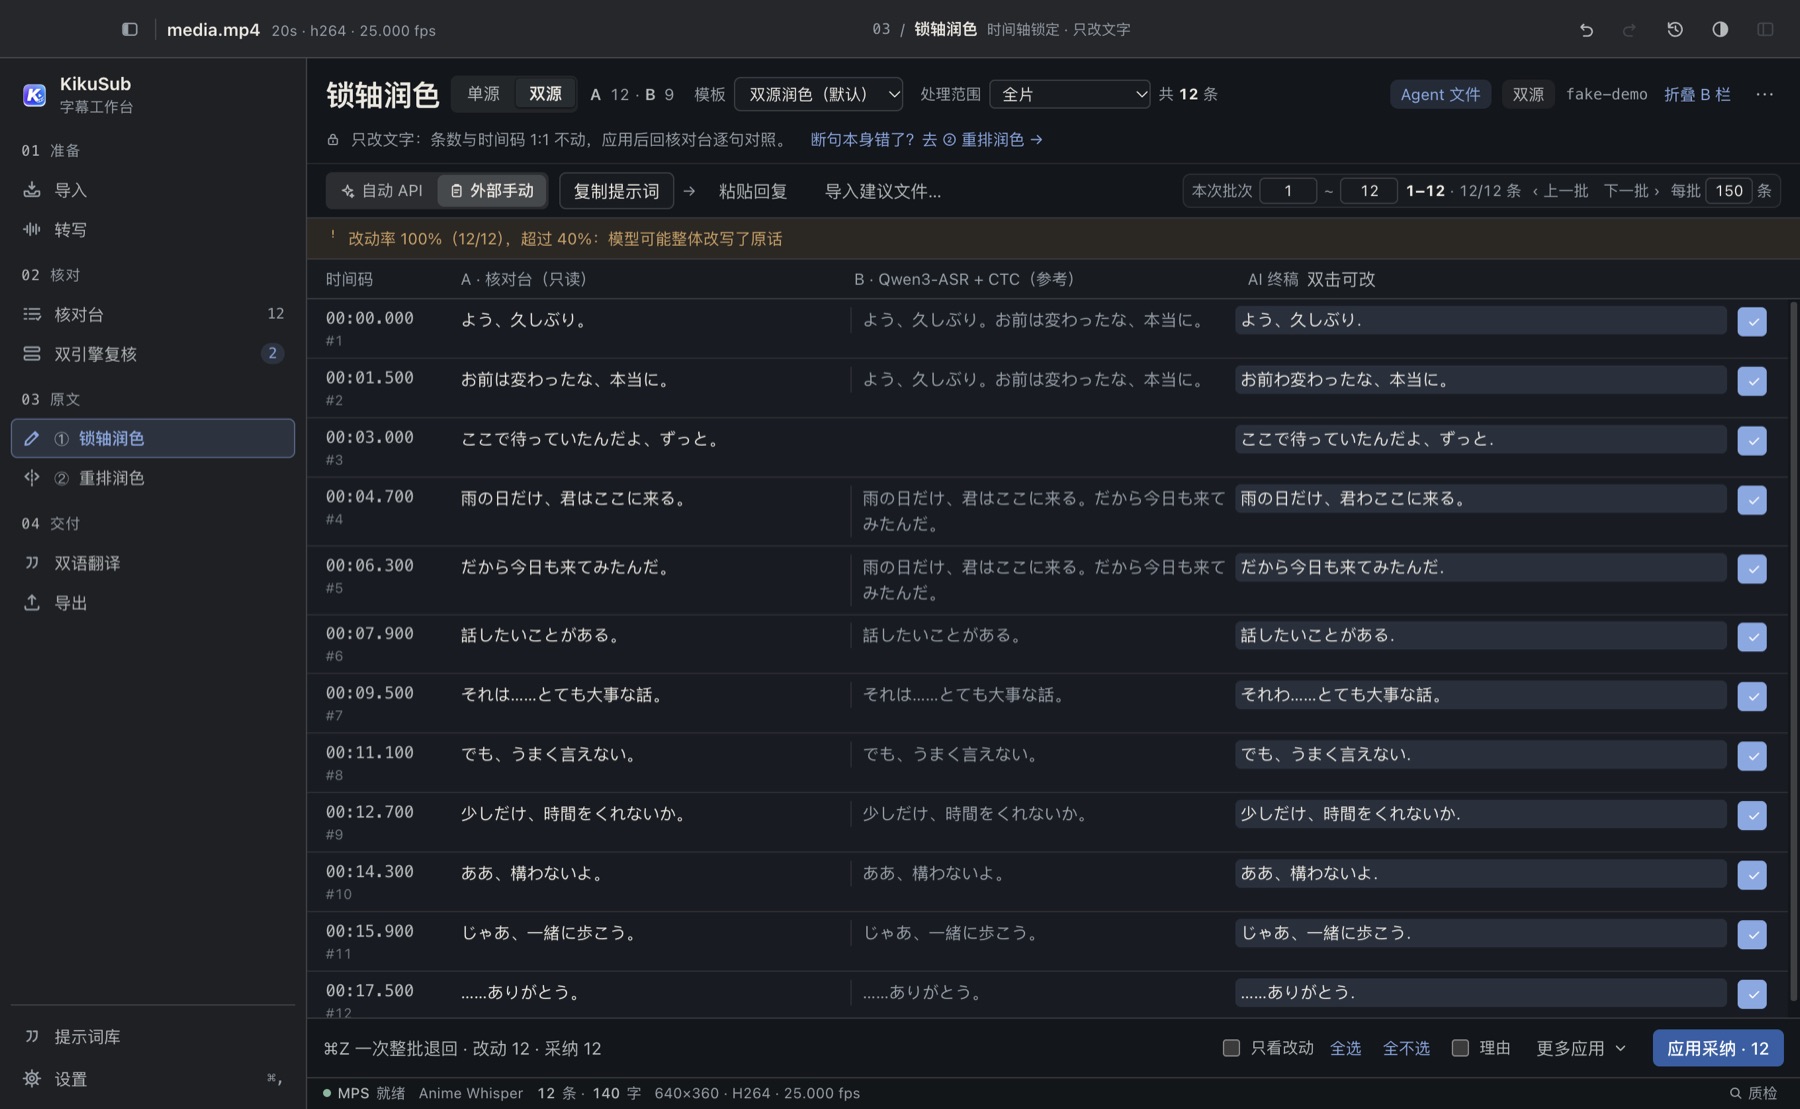 media.mp4 20s · h264 · 25.000 fps
03 / 锁轴润色 时间轴锁定 · 只改文字
KikuSub
字幕工作台
01 准备
导入
转写
02 核对
核对台 12
双引擎复核 2
03 原文
① 锁轴润色
② 重排润色
04 交付
双语翻译
导出
提示词库
设置 ⌘,
锁轴润色 单源 双源 A 12 · B 9 模板 双源润色（默认） 处理范围 全片 共 12 条 Agent 文件 双源 fake-demo 折叠 B 栏 ···
只改文字：条数与时间码 1:1 不动，应用后回核对台逐句对照。 断句本身错了？去 ② 重排润色 →
自动 API 外部手动 复制提示词 → 粘贴回复 导入建议文件… 本次批次 1 ~ 12 1–12 · 12/12 条 ‹ 上一批 下一批 › 每批 150 条
! 改动率 100%（12/12），超过 40%：模型可能整体改写了原话
时间码 A · 核对台（只读） B · Qwen3-ASR + CTC（参考） AI 终稿 双击可改
00:00.000 よう、久しぶり。 よう、久しぶり。お前は変わったな、本当に。 よう、久しぶり.
#1
00:01.500 お前は変わったな、本当に。 よう、久しぶり。お前は変わったな、本当に。 お前わ変わったな、本当に。
#2
00:03.000 ここで待っていたんだよ、ずっと。 ここで待っていたんだよ、ずっと.
#3
00:04.700 雨の日だけ、君はここに来る。 雨の日だけ、君はここに来る。だから今日も来て 雨の日だけ、君わここに来る。
#4 みたんだ。
00:06.300 だから今日も来てみたんだ。 雨の日だけ、君はここに来る。だから今日も来て だから今日も来てみたんだ.
#5 みたんだ。
00:07.900 話したいことがある。 話したいことがある。 話したいことがある.
#6
00:09.500 それは……とても大事な話。 それは……とても大事な話。 それわ……とても大事な話。
#7
00:11.100 でも、うまく言えない。 でも、うまく言えない。 でも、うまく言えない.
#8
00:12.700 少しだけ、時間をくれないか。 少しだけ、時間をくれないか。 少しだけ、時間をくれないか.
#9
00:14.300 ああ、構わないよ。 ああ、構わないよ。 ああ、構わないよ.
#10
00:15.900 じゃあ、一緒に歩こう。 じゃあ、一緒に歩こう。 じゃあ、一緒に歩こう.
#11
00:17.500 ……ありがとう。 ……ありがとう。 ……ありがとう.
#12
⌘Z 一次整批退回 · 改动 12 · 采纳 12 只看改动 全选 全不选 理由 更多应用 应用采纳 · 12
MPS 就绪 Anime Whisper 12 条 · 140 字 640×360 · H264 · 25.000 fps 质检